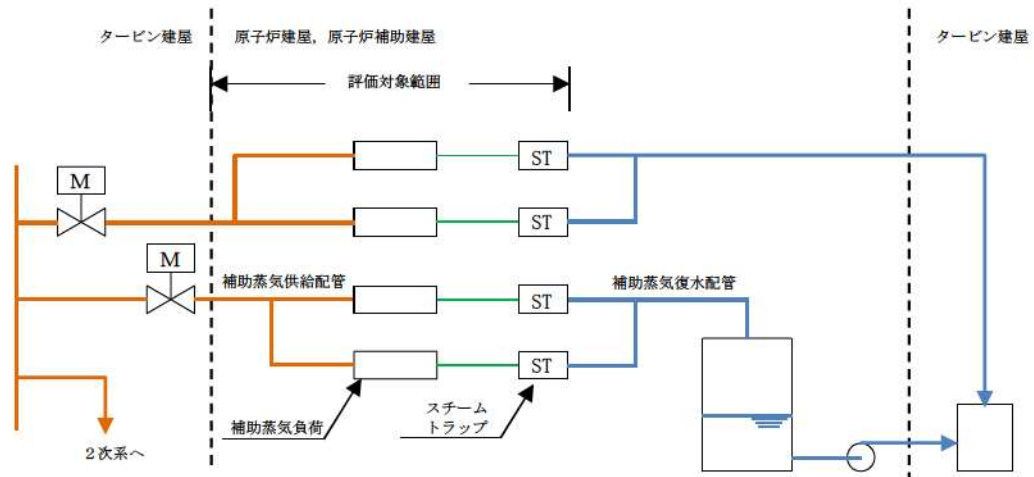 タービン建屋
原子炉建屋，原子炉補助建屋
タービン建屋
評価対象範囲
ST
M
ST
M
補助蒸気供給配管
補助蒸気復水配管
ST
ST
スチーム
トラップ
補助蒸気負荷
２次系へ